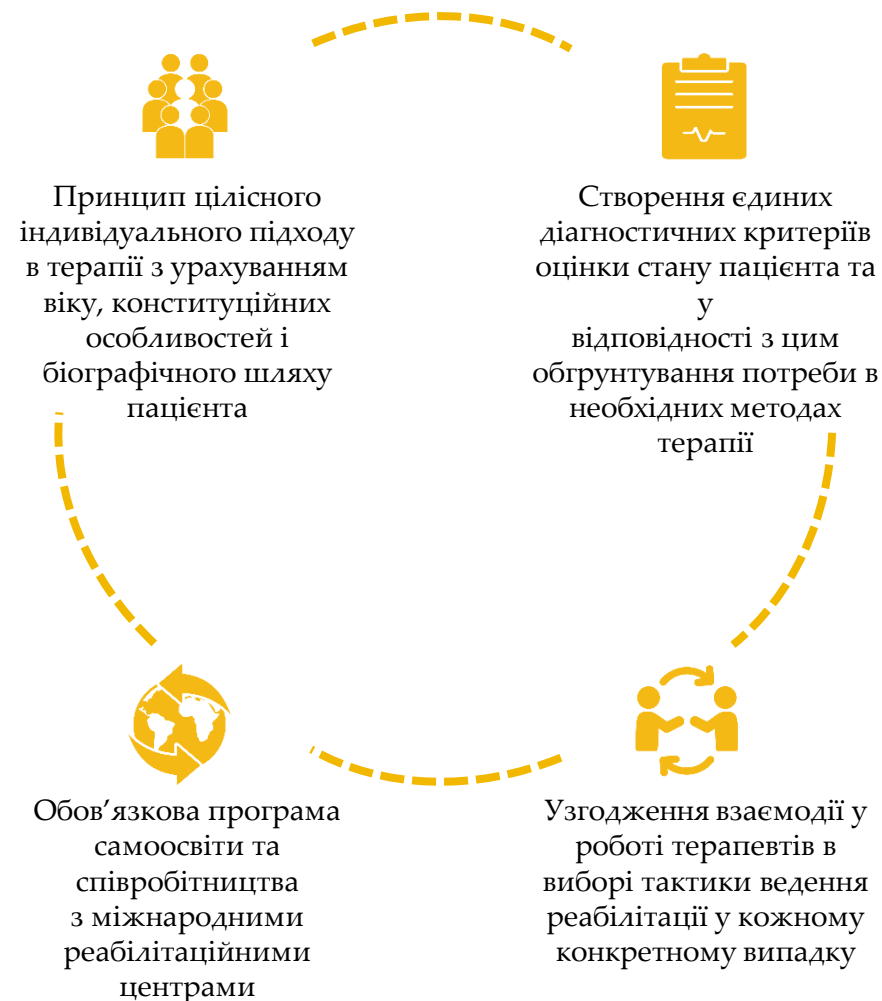 Принцип цілісного
індивідуального підходу
в терапії з урахуванням
віку, конституційних
особливостей і
біографічного шляху
пацієнта
Створення єдиних
діагностичних критеріїв
оцінки стану пацієнта та
у
відповідності з цим
обгрунтування потреби в
необхідних методах
терапії
Обов’язкова програма
самоосвіти та
співробітництва
з міжнародними
реабілітаційними
центрами
Узгодження взаємодії у
роботі терапевтів в
виборі тактики ведення
реабілітації у кожному
конкретному випадку